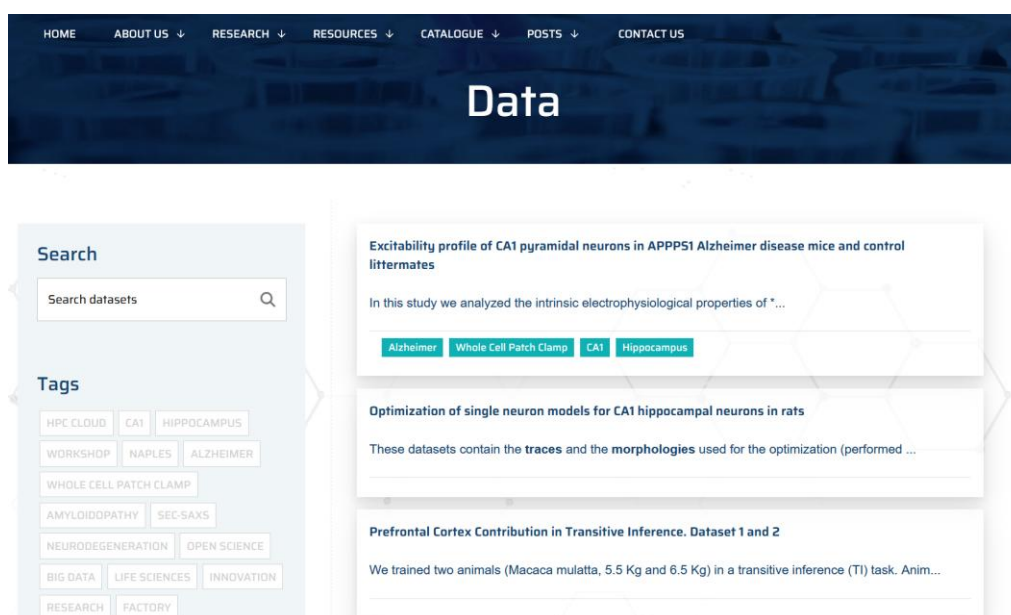 HOME ABOUT US ↓ RESEARCH ↓ RESOURCES ↓ CATALOGUE ↓ POSTS ↓ CONTACT US
Data
Search
Search datasets
Tags
HPC CLOUD CA1 HIPPOCAMPUS
WORKSHOP NAPLES ALZHEIMER
WHOLE CELL PATCH CLAMP
AMYLOIDOPATHY SEC-SAXS
NEURODEGENERATION OPEN SCIENCE
BIG DATA LIFE SCIENCES INNOVATION
RESEARCH FACTORY
Excitability profile of CA1 pyramidal neurons in APPPS1 Alzheimer disease mice and control
littermates
In this study we analyzed the intrinsic electrophysiological properties of *...
Alzheimer Whole Cell Patch Clamp CA1 Hippocampus
Optimization of single neuron models for CA1 hippocampal neurons in rats
These datasets contain the traces and the morphologies used for the optimization (performed ...
Prefrontal Cortex Contribution in Transitive Inference. Dataset 1 and 2
We trained two animals (Macaca mulatta, 5.5 Kg and 6.5 Kg) in a transitive inference (TI) task. Anim...